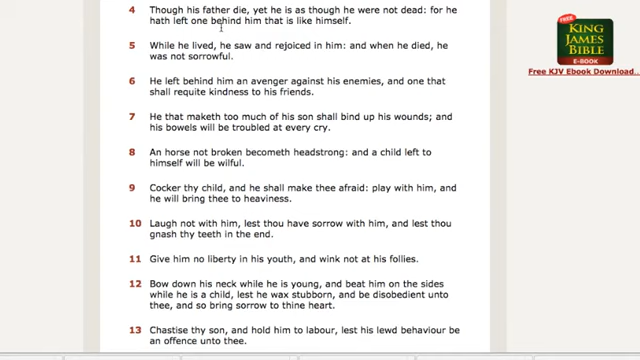 4 Though his father die, yet he is as though he were not dead: for he
hath left one behind him that is like himself.
5 While he lived, he saw and rejoiced in him: and when he died, he
was not sorrowful.
6 He left behind him an avenger against his enemies, and one that
shall requite kindness to his friends.
7 He that maketh too much of his son shall bind up his wounds; and
his bowels will be troubled at every cry.
8 An horse not broken becometh headstrong: and a child left to
himself will be wilful.
9 Cocker thy child, and he shall make thee afraid: play with him, and
he will bring thee to heaviness.
10 Laugh not with him, lest thou have sorrow with him, and lest thou
gnash thy teeth in the end.
11 Give him no liberty in his youth, and wink not at his follies.
12 Bow down his neck while he is young, and beat him on the sides
while he is a child, lest he wax stubborn, and be disobedient unto
thee, and so bring sorrow to thine heart.
13 Chastise thy son, and hold him to labour, lest his lewd behaviour be
an offence unto thee.
FREE
KING
JAMES
BIBLE
E-BOOK
Free KJV Ebook Download...